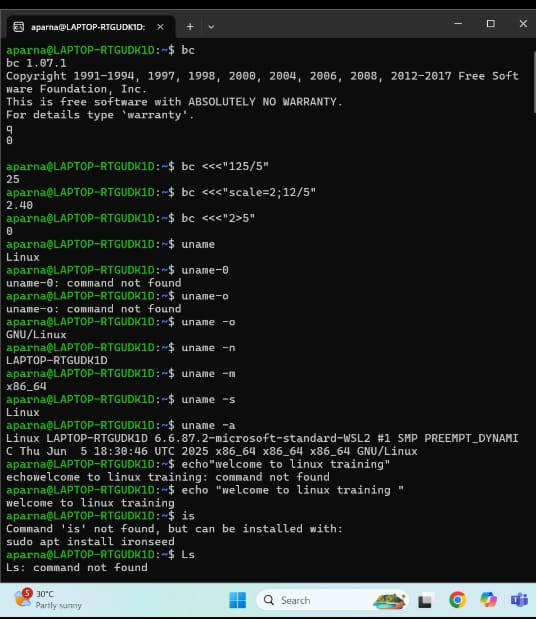 aparna@LAPTOP-RTGUDK1D: × + ⌄
aparna@LAPTOP-RTGUDK1D:~$ bc
bc 1.07.1
Copyright 1991-1994, 1997, 1998, 2000, 2004, 2006, 2008, 2012-2017 Free Soft
ware Foundation, Inc.
This is free software with ABSOLUTELY NO WARRANTY.
For details type `warranty'.
q
0
aparna@LAPTOP-RTGUDK1D:~$ bc <<<"125/5"
25
aparna@LAPTOP-RTGUDK1D:~$ bc <<<"scale=2;12/5"
2.40
aparna@LAPTOP-RTGUDK1D:~$ bc <<<"2>5"
0
aparna@LAPTOP-RTGUDK1D:~$ uname
Linux
aparna@LAPTOP-RTGUDK1D:~$ uname-0
uname-0: command not found
aparna@LAPTOP-RTGUDK1D:~$ uname-o
uname-o: command not found
aparna@LAPTOP-RTGUDK1D:~$ uname -o
GNU/Linux
aparna@LAPTOP-RTGUDK1D:~$ uname -n
LAPTOP-RTGUDK1D
aparna@LAPTOP-RTGUDK1D:~$ uname -m
x86_64
aparna@LAPTOP-RTGUDK1D:~$ uname -s
Linux
aparna@LAPTOP-RTGUDK1D:~$ uname -a
Linux LAPTOP-RTGUDK1D 6.6.87.2-microsoft-standard-WSL2 #1 SMP PREEMPT_DYNAMI
C Thu Jun  5 18:30:46 UTC 2025 x86_64 x86_64 x86_64 GNU/Linux
aparna@LAPTOP-RTGUDK1D:~$ echo"welcome to linux training"
echowelcome to linux training: command not found
aparna@LAPTOP-RTGUDK1D:~$ echo "welcome to linux training "
welcome to linux training
aparna@LAPTOP-RTGUDK1D:~$ is
Command 'is' not found, but can be installed with:
sudo apt install ironseed
aparna@LAPTOP-RTGUDK1D:~$ Ls
Ls: command not found
5
30°C
Partly sunny
Search